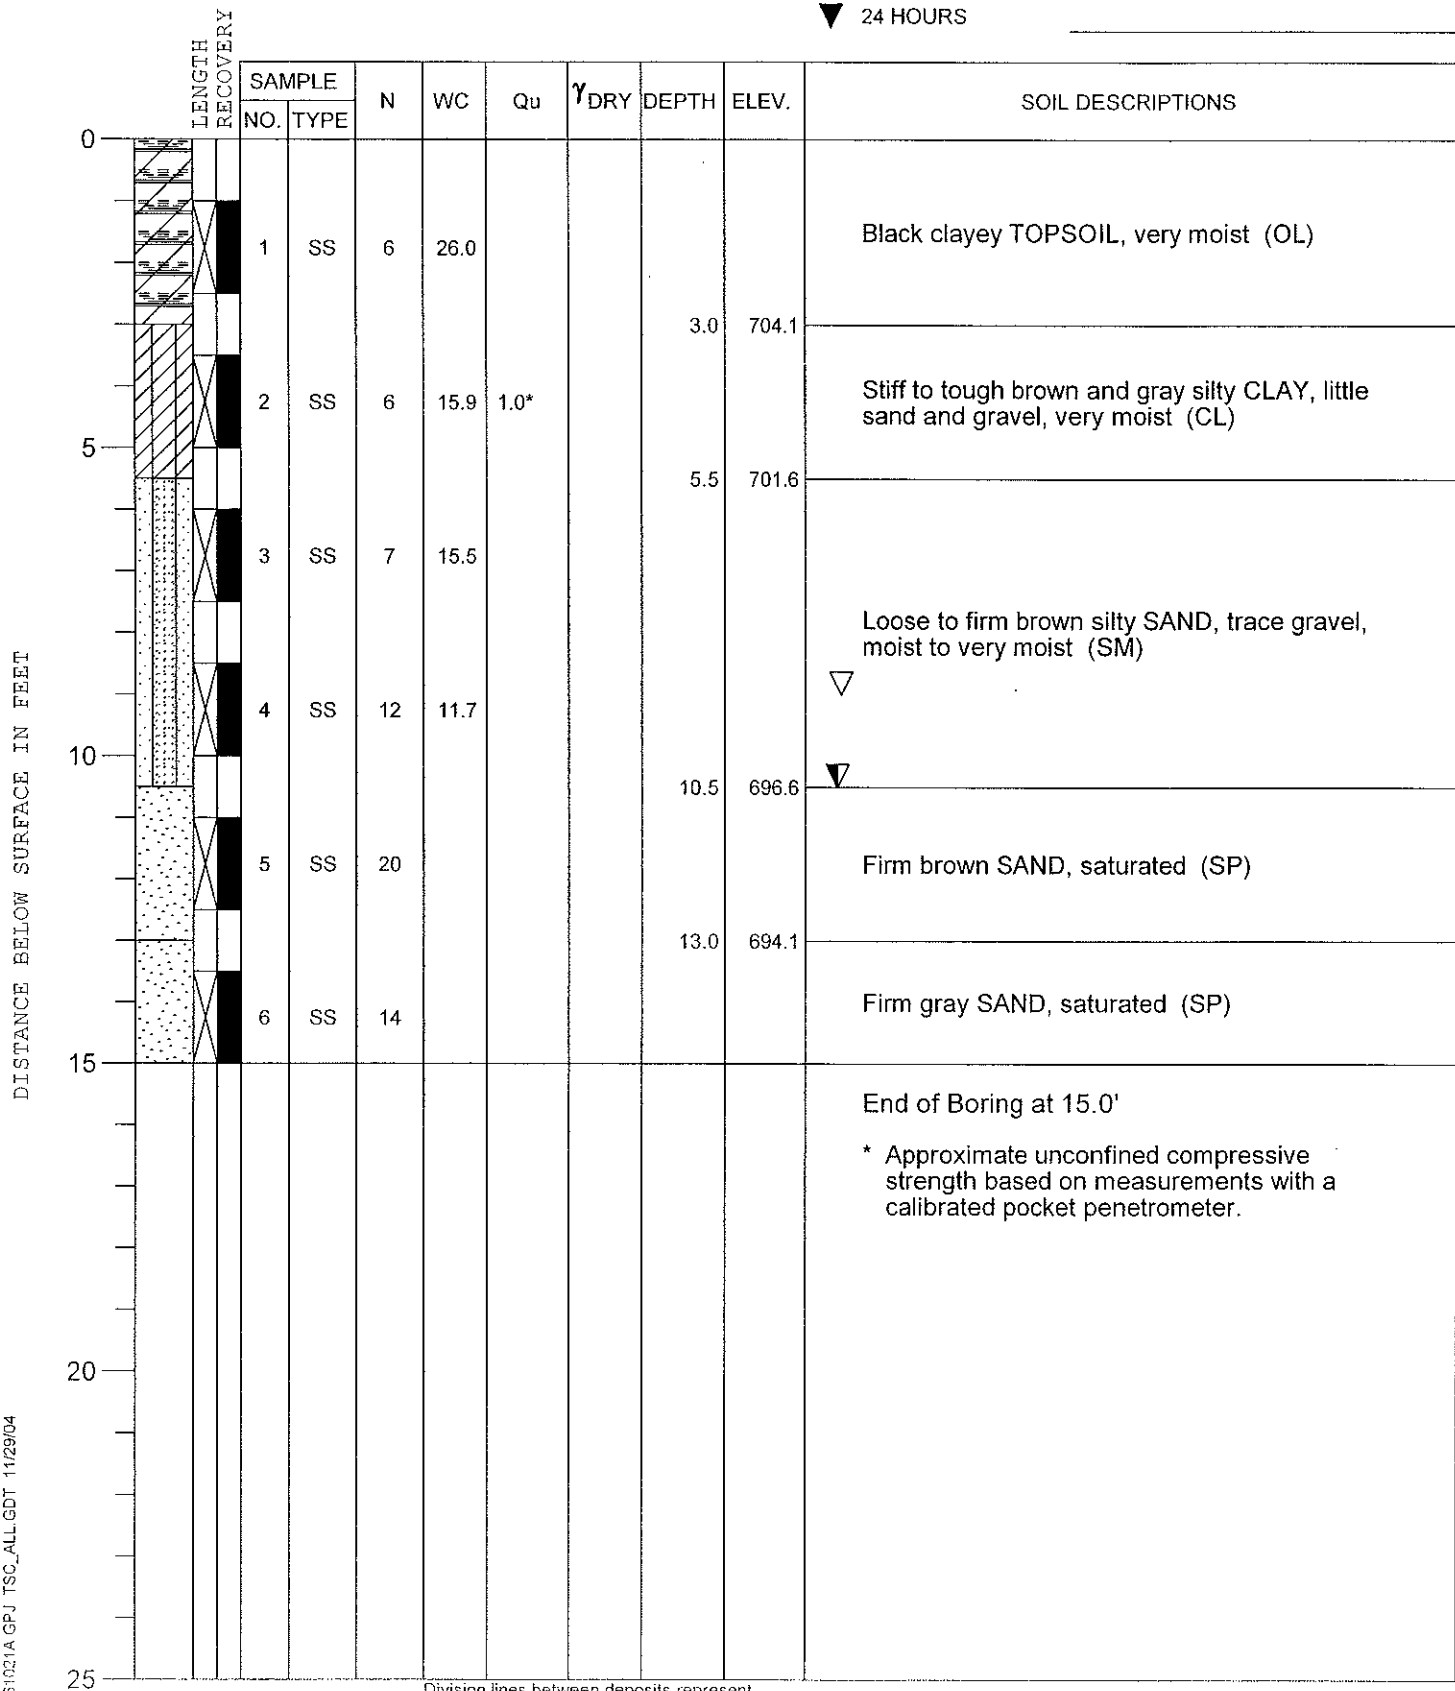 ▼ 24 HOURS
LENGTH
RECOVERY
SAMPLE
NO. TYPE N WC Qu γDRY DEPTH ELEV. SOIL DESCRIPTIONS
0
1 SS 6 26.0 Black clayey TOPSOIL, very moist (OL)
3.0 704.1
2 SS 6 15.9 1.0* Stiff to tough brown and gray silty CLAY, little
sand and gravel, very moist (CL)
5
5.5 701.6
3 SS 7 15.5
Loose to firm brown silty SAND, trace gravel,
moist to very moist (SM)
4 SS 12 11.7
10
10.5 696.6
5 SS 20 Firm brown SAND, saturated (SP)
13.0 694.1
6 SS 14 Firm gray SAND, saturated (SP)
15
End of Boring at 15.0'
* Approximate unconfined compressive
strength based on measurements with a
calibrated pocket penetrometer.
20
25
DISTANCE BELOW SURFACE IN FEET
61021A GPJ TSC_ALL.GDT 11/29/04
Division lines between deposits represent